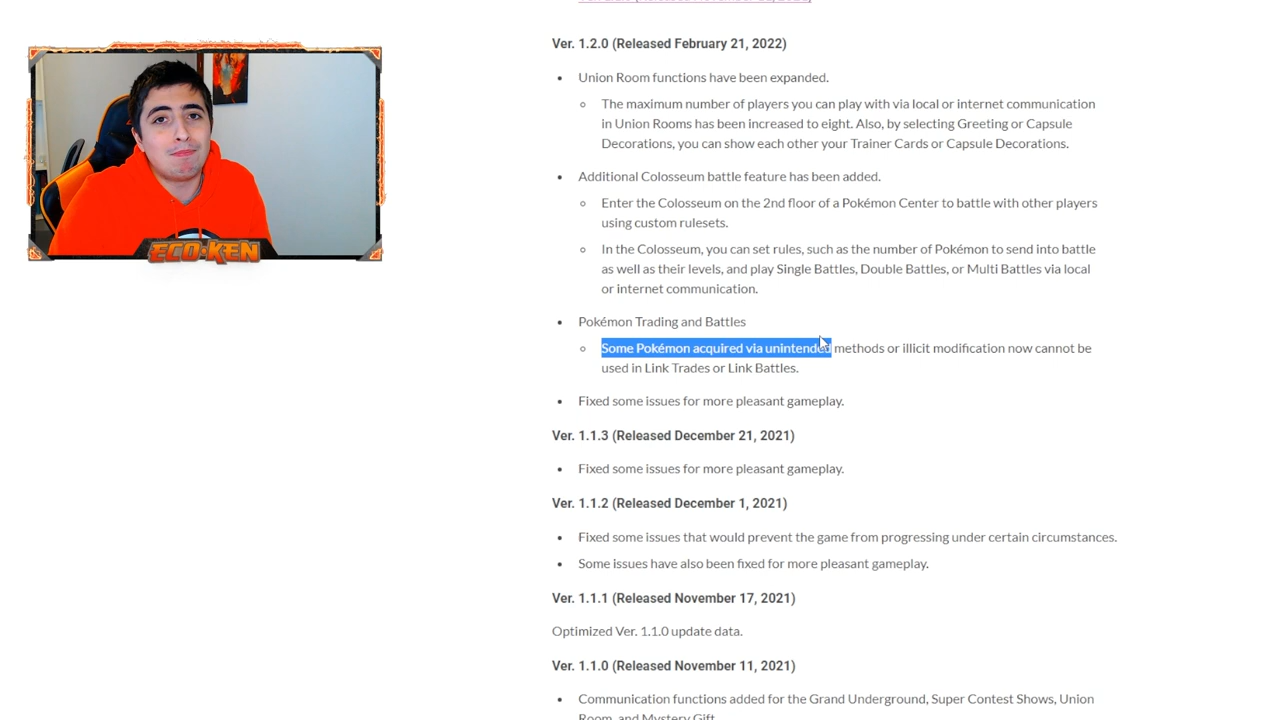 Ver. 1.2.0 (Released February 21, 2022)
• Union Room functions have been expanded.
○ The maximum number of players you can play with via local or internet communication
in Union Rooms has been increased to eight. Also, by selecting Greeting or Capsule
Decorations, you can show each other your Trainer Cards or Capsule Decorations.
• Additional Colosseum battle feature has been added.
○ Enter the Colosseum on the 2nd floor of a Pokémon Center to battle with other players
using custom rulesets.
○ In the Colosseum, you can set rules, such as the number of Pokémon to send into battle
as well as their levels, and play Single Battles, Double Battles, or Multi Battles via local
or internet communication.
• Pokémon Trading and Battles
○ Some Pokémon acquired via unintended methods or illicit modification now cannot be
used in Link Trades or Link Battles.
• Fixed some issues for more pleasant gameplay.
Ver. 1.1.3 (Released December 21, 2021)
• Fixed some issues for more pleasant gameplay.
Ver. 1.1.2 (Released December 1, 2021)
• Fixed some issues that would prevent the game from progressing under certain circumstances.
• Some issues have also been fixed for more pleasant gameplay.
Ver. 1.1.1 (Released November 17, 2021)
Optimized Ver. 1.1.0 update data.
Ver. 1.1.0 (Released November 11, 2021)
• Communication functions added for the Grand Underground, Super Contest Shows, Union
Room, and Mystery Gift.
ECO-KEN